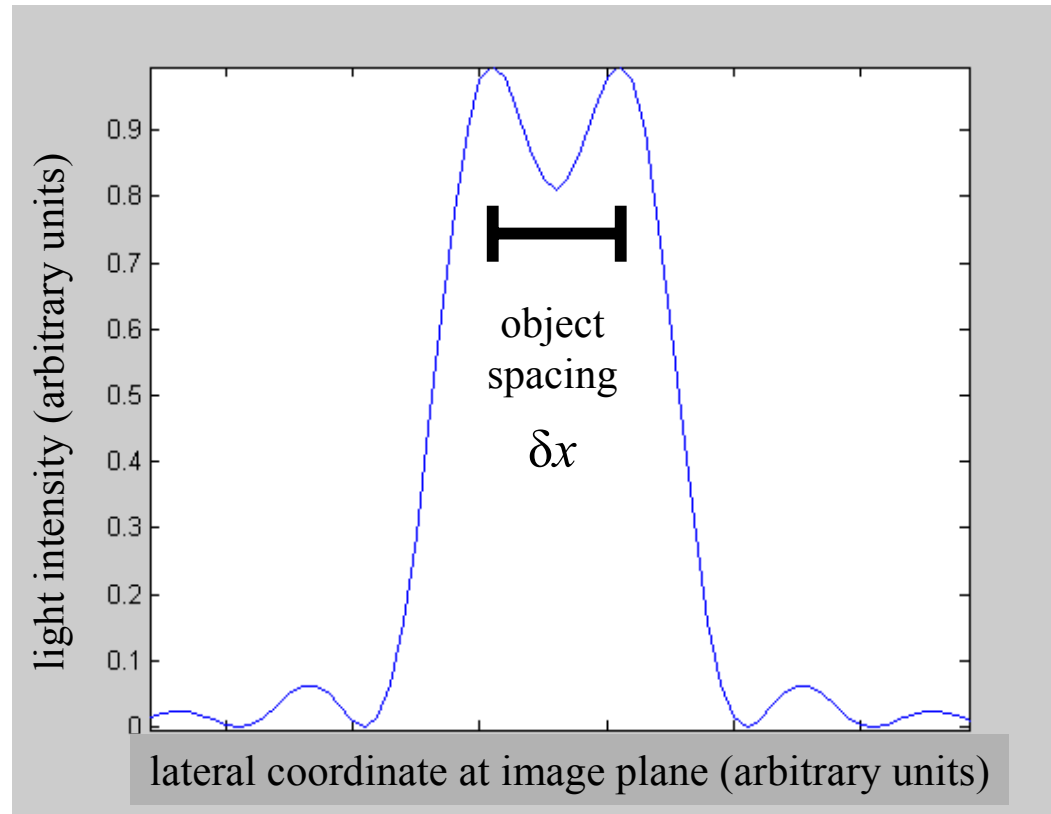 light intensity (arbitrary units)
0.9
0.8
0.7
0.6
0.5
0.4
0.3
0.2
0.1
0
object
spacing
δx
lateral coordinate at image plane (arbitrary units)